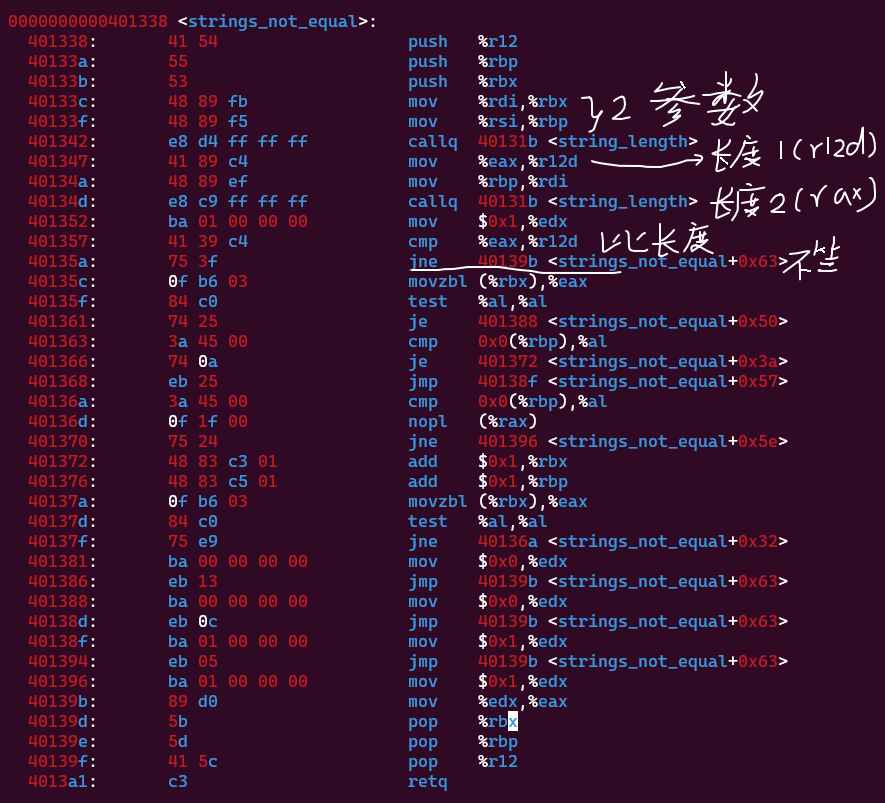 0000000000401338 <strings_not_equal>:
401338: 41 54 push %r12
40133a: 55 push %rbp
40133b: 53 push %rbx
40133c: 48 89 fb mov %rdi,%rbx
40133f: 48 89 f5 mov %rsi,%rbp } 2 参数
401342: e8 d4 ff ff ff callq 40131b <string_length>
401347: 41 89 c4 mov %eax,%r12d → 长度1(r12d)
40134a: 48 89 ef mov %rbp,%rdi
40134d: e8 c9 ff ff ff callq 40131b <string_length> 长度2(rax)
401352: ba 01 00 00 00 mov $0x1,%edx
401357: 41 39 c4 cmp %eax,%r12d 比长度
40135a: 75 3f jne 40139b <strings_not_equal+0x63> 不等
40135c: 0f b6 03 movzbl (%rbx),%eax
40135f: 84 c0 test %al,%al
401361: 74 25 je 401388 <strings_not_equal+0x50>
401363: 3a 45 00 cmp 0x0(%rbp),%al
401366: 74 0a je 401372 <strings_not_equal+0x3a>
401368: eb 25 jmp 40138f <strings_not_equal+0x57>
40136a: 3a 45 00 cmp 0x0(%rbp),%al
40136d: 0f 1f 00 nopl (%rax)
401370: 75 24 jne 401396 <strings_not_equal+0x5e>
401372: 48 83 c3 01 add $0x1,%rbx
401376: 48 83 c5 01 add $0x1,%rbp
40137a: 0f b6 03 movzbl (%rbx),%eax
40137d: 84 c0 test %al,%al
40137f: 75 e9 jne 40136a <strings_not_equal+0x32>
401381: ba 00 00 00 00 mov $0x0,%edx
401386: eb 13 jmp 40139b <strings_not_equal+0x63>
401388: ba 00 00 00 00 mov $0x0,%edx
40138d: eb 0c jmp 40139b <strings_not_equal+0x63>
40138f: ba 01 00 00 00 mov $0x1,%edx
401394: eb 05 jmp 40139b <strings_not_equal+0x63>
401396: ba 01 00 00 00 mov $0x1,%edx
40139b: 89 d0 mov %edx,%eax
40139d: 5b pop %rbx
40139e: 5d pop %rbp
40139f: 41 5c pop %r12
4013a1: c3 retq